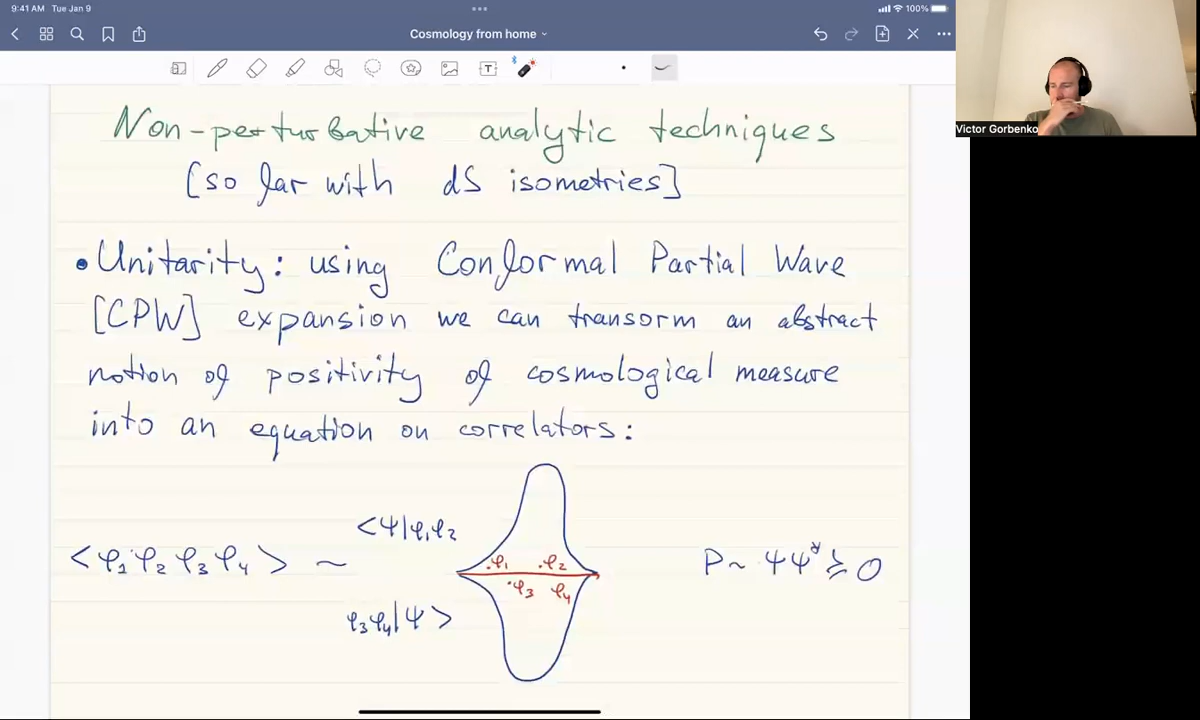 9:41 AM Tue Jan 9
100%
Cosmology from home
Victor Gorbenko
Non-perturbative analytic techniques
[so far with dS isometries]
• Unitarity: using Conformal Partial Wave
[CPW] expansion we can transorm an abstract
notion of positivity of cosmological measure
into an equation on correlators:
<Ψ|φ₁φ₂
<φ₁φ₂φ₃φ₄> ~
φ₃φ₄|Ψ>
·φ₁ ·φ₂
·φ₃ φ₄
P~ ΨΨ* ≥ 0